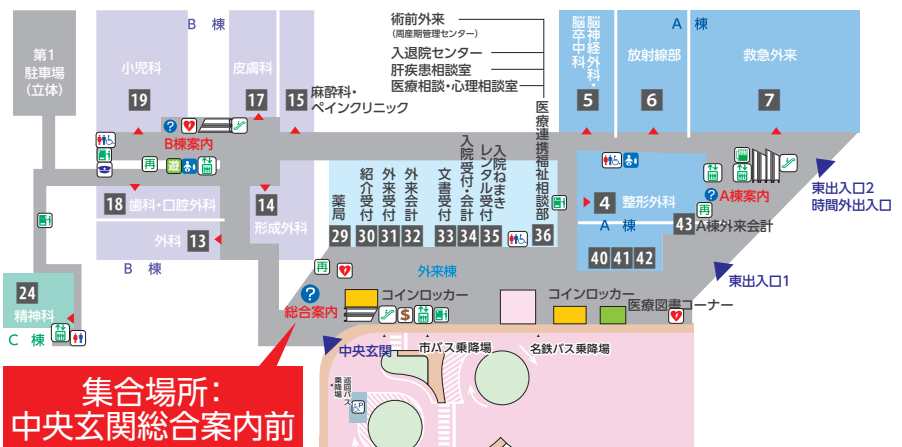 B 棟
A 棟
第1
駐車場
(立体)
小児科
19
皮膚科
17
15
麻酔科・
ペインクリニック
術前外来
(周産期管理センター)
入退院センター
肝疾患相談室
医療相談・心理相談室
医療連携福祉相談部
36
脳神経外科・
脳卒中科
5
放射線部
6
救急外来
7
?
B棟案内
再
遊
18
歯科・口腔外科
外科
13
14
形成外科
B 棟
薬局
29
紹介受付
30
外来受付
31
外来会計
32
文書受付
33
入院受付・会計
34
入院ねまき
レンタル受付
35
4
整形外科
A 棟
40
41
42
43
A棟外来会計
?
A棟案内
再
東出入口2
時間外出入口
東出入口1
24
精神科
C 棟
再
外来棟
?
総合案内
コインロッカー
$
コインロッカー
医療図書コーナー
中央玄関
市バス乗降場
名鉄バス乗降場
巡回バス
乗降場
P
集合場所：
中央玄関総合案内前